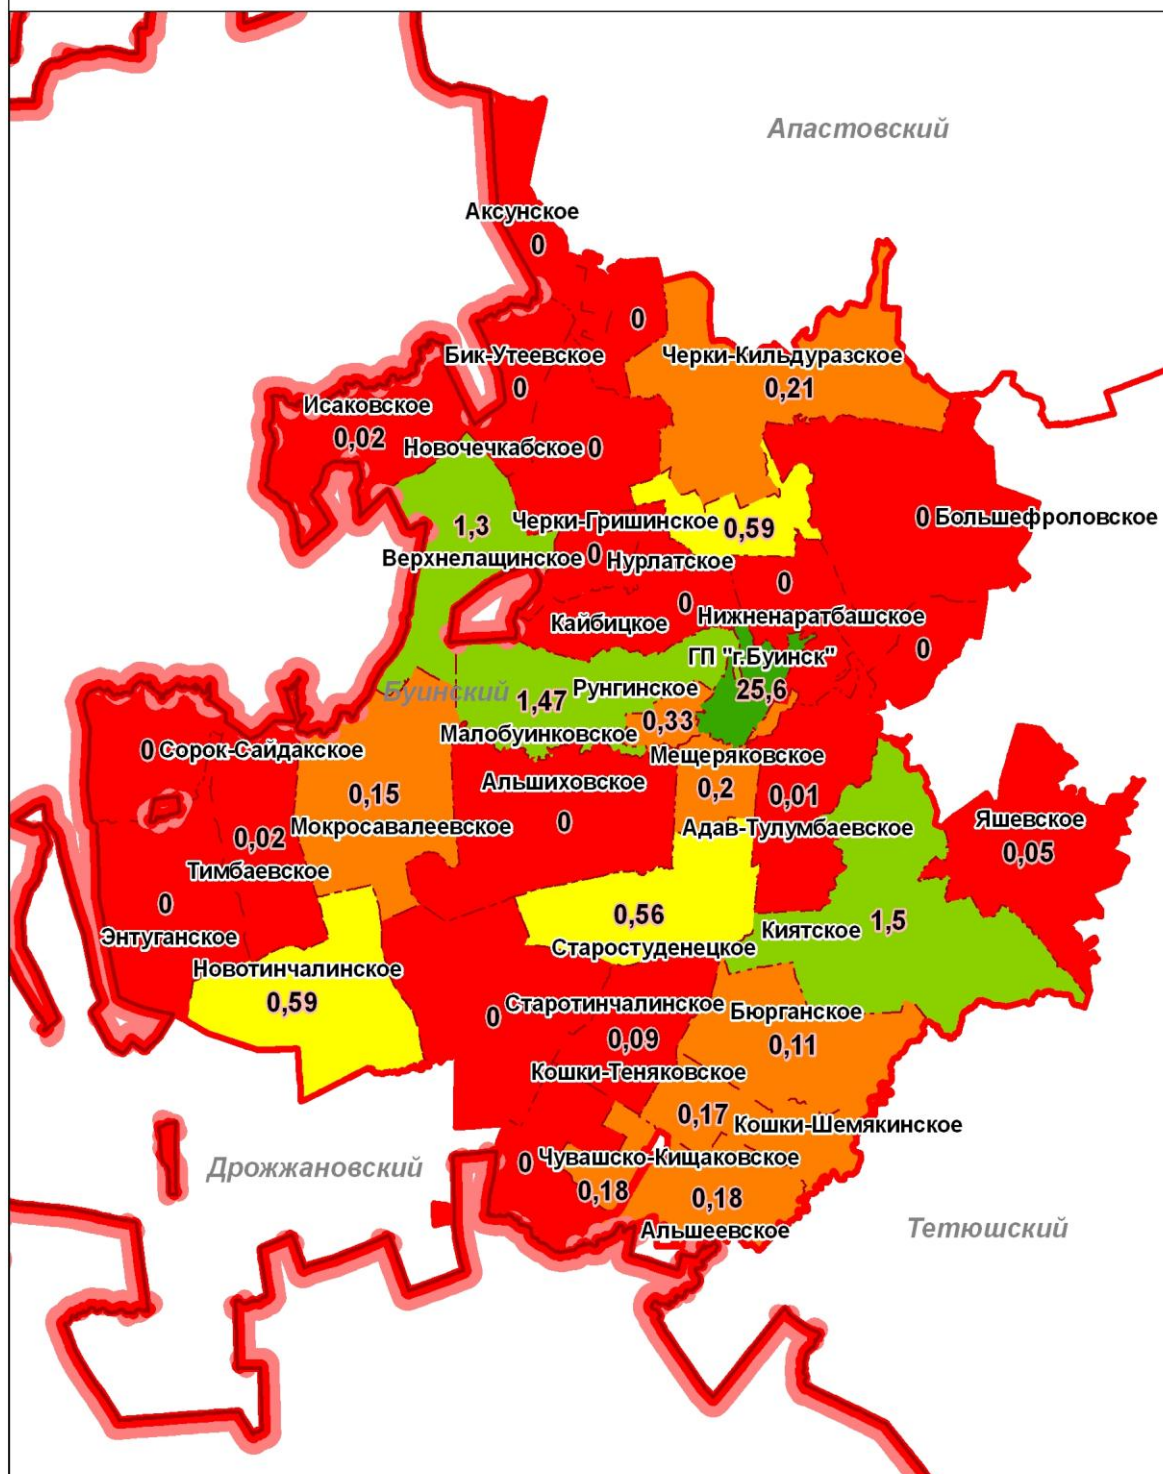 Апастовский
Аксунское
0
0
Бик-Утеевское
0
Черки-Кильдуразское
0,21
Исаковское
0,02
Новочечкабское 0
1,3
Черки-Гришинское
0,59
0 Большефроловское
Верхнелащинское 0
Нурлатское
0
Кайбицкое
0
Нижненаратбашское
0
ГП "г.Буинск"
25,6
Буинский
1,47
Рунгинское
0,33
Малобуинковское
0 Сорок-Сайдакское
Мещеряковское
0,2
Альшиховское
0
0,15
Мокросавалеевское
0,01
Адав-Тулумбаевское
Яшевское
0,05
0,02
Тимбаевское
0
Энтуганское
0,56
Старостуденецкое
Киятское 1,5
Новотинчалинское
0,59
0
Старотинчалинское
0,09
Бюрганское
0,11
Кошки-Теняковское
0,17
Кошки-Шемякинское
0
Чувашско-Кищаковское
0,18
0,18
Альшеевское
Дрожжановский
Тетюшский